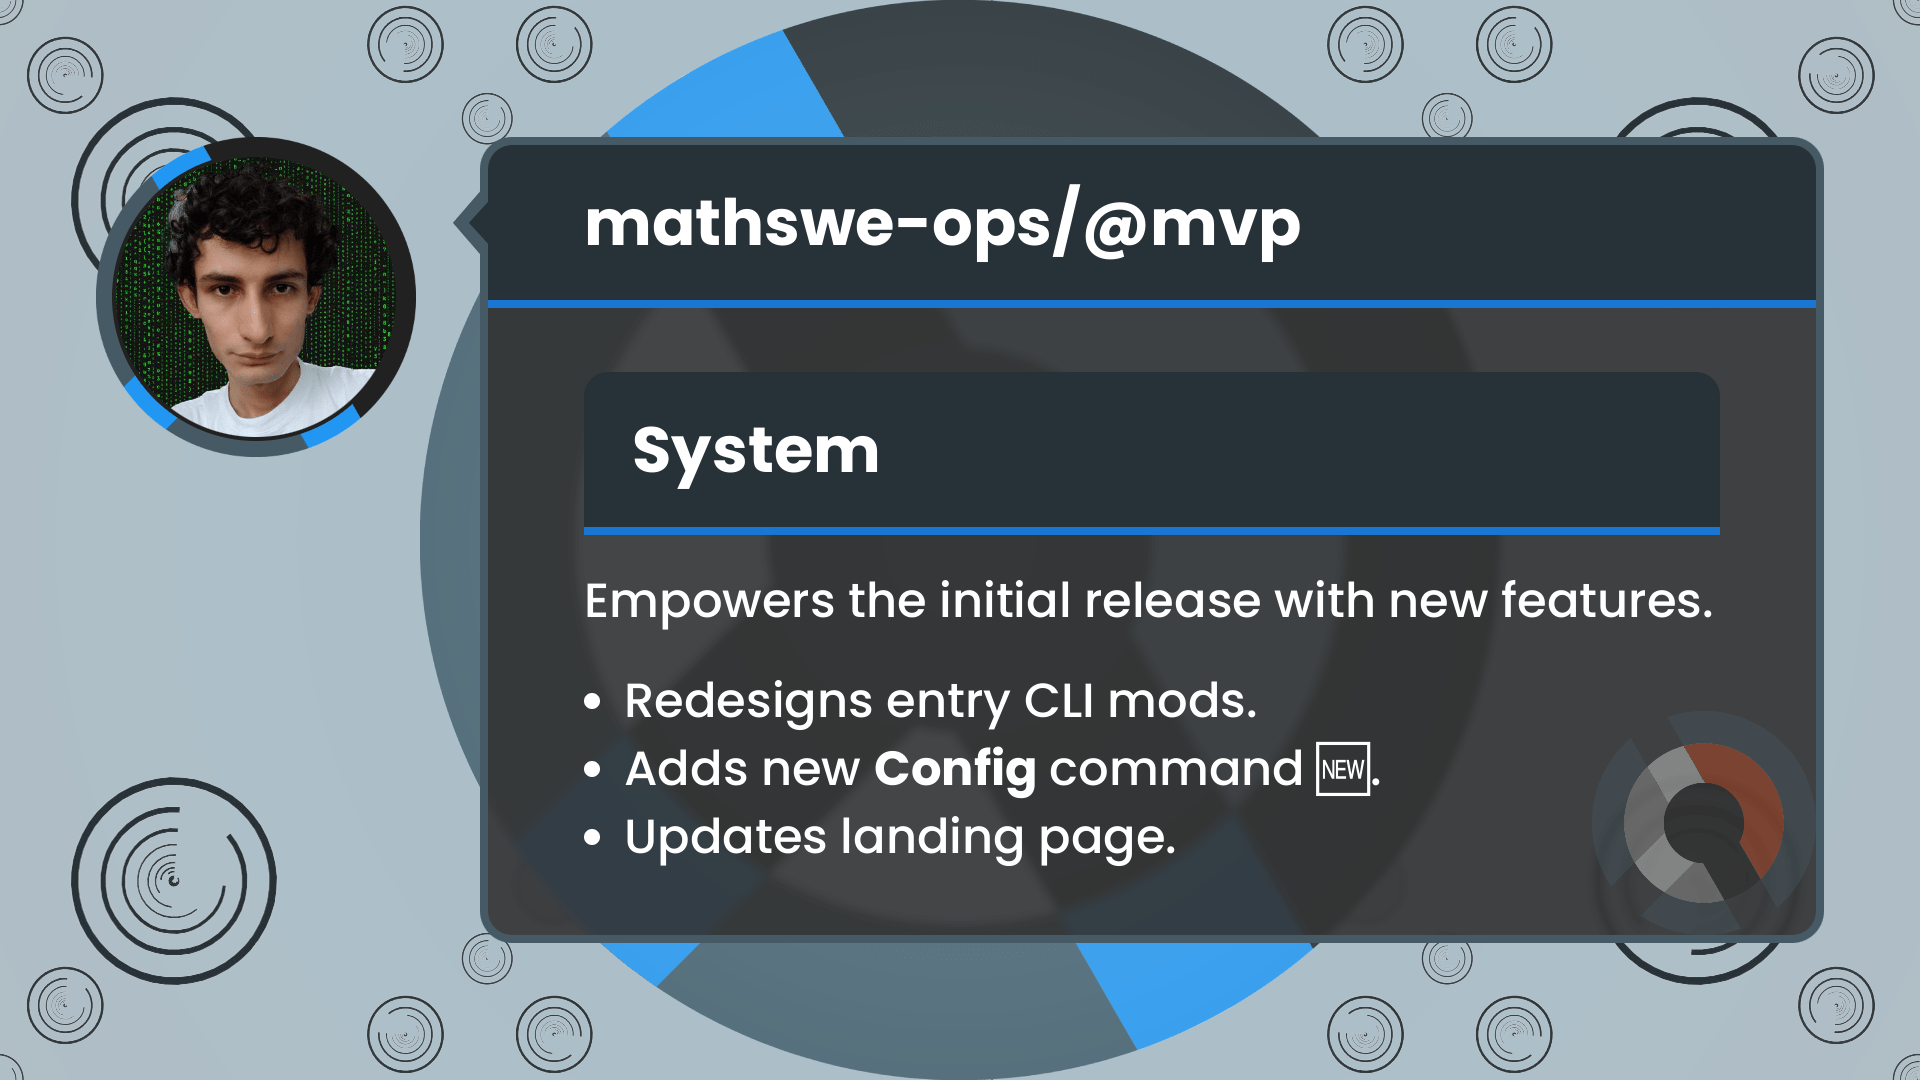 mathswe-ops/@mvp
System
Empowers the initial release with new features.
• Redesigns entry CLI mods.
• Adds new Config command 🆕.
• Updates landing page.